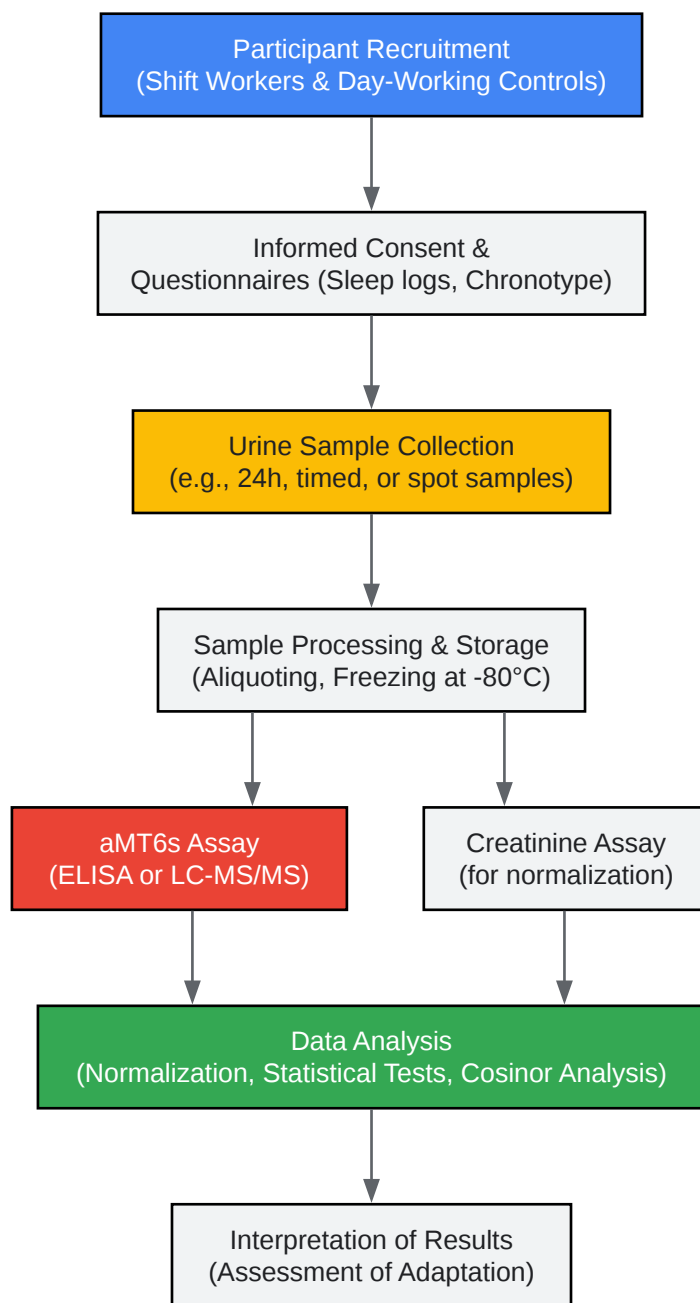 Participant Recruitment
(Shift Workers & Day-Working Controls)
Informed Consent &
Questionnaires (Sleep logs, Chronotype)
Urine Sample Collection
(e.g., 24h, timed, or spot samples)
Sample Processing & Storage
(Aliquoting, Freezing at -80°C)
aMT6s Assay
(ELISA or LC-MS/MS)
Creatinine Assay
(for normalization)
Data Analysis
(Normalization, Statistical Tests, Cosinor Analysis)
Interpretation of Results
(Assessment of Adaptation)